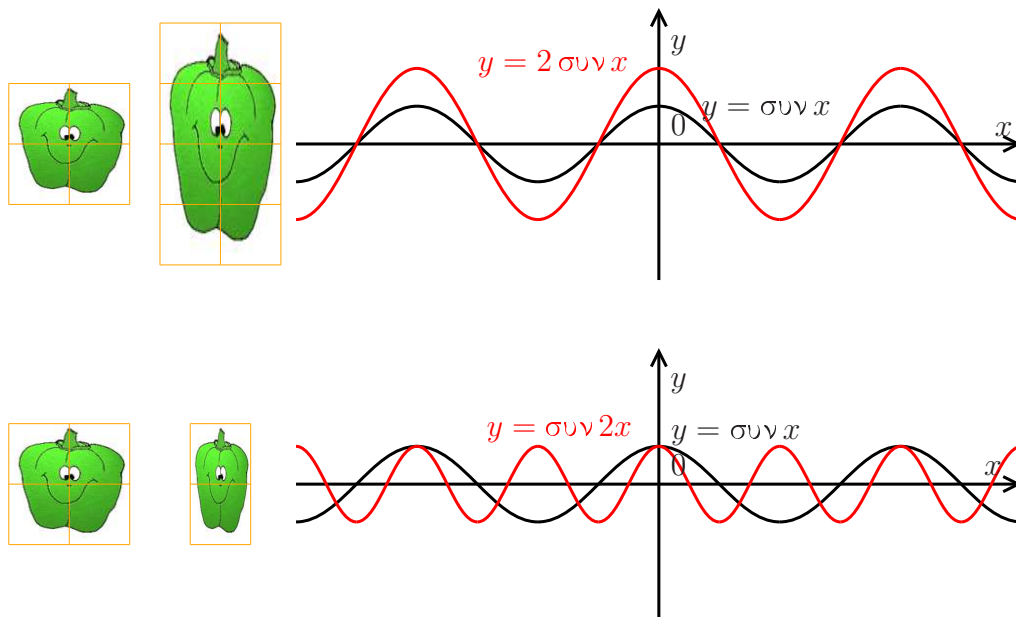 y
y = 2 συν x
y = συν x
0
x
y
y = συν 2x
y = συν x
0
x